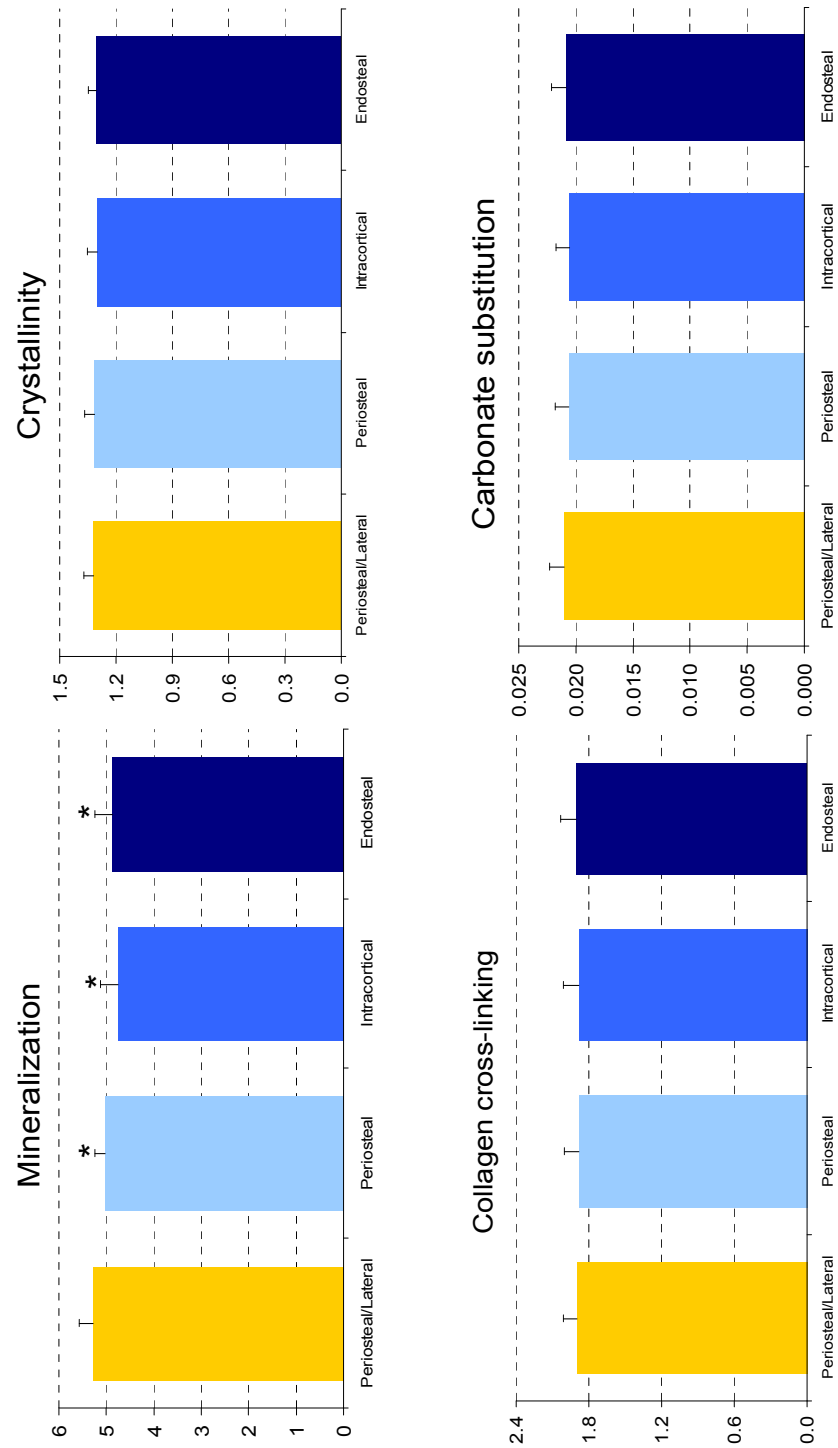 Mineralization
6
5
4
3
2
1
0
*
*
*
Periosteal/Lateral
Periosteal
Intracortical
Endosteal
Crystallinity
1.5
1.2
0.9
0.6
0.3
0.0
Periosteal/Lateral
Periosteal
Intracortical
Endosteal
Collagen cross-linking
2.4
1.8
1.2
0.6
0.0
Periosteal/Lateral
Periosteal
Intracortical
Endosteal
Carbonate substitution
0.025
0.020
0.015
0.010
0.005
0.000
Periosteal/Lateral
Periosteal
Intracortical
Endosteal